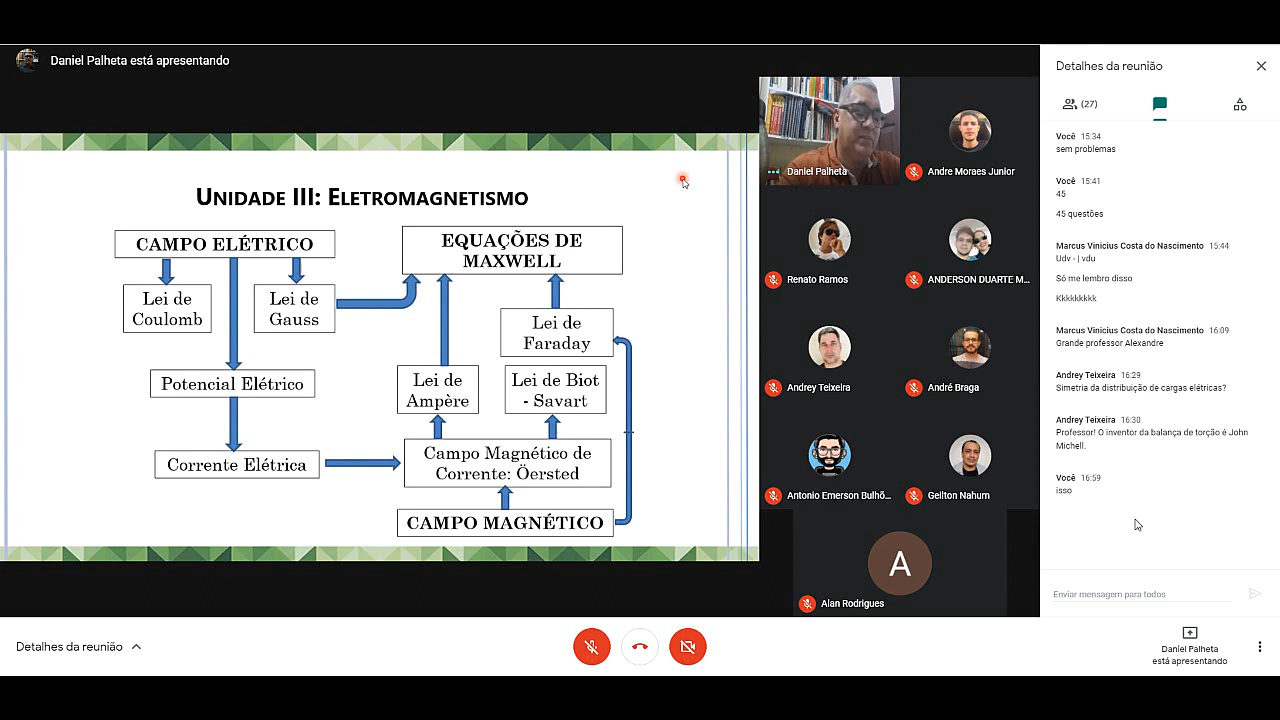 Daniel Palheta está apresentando
UNIDADE III: ELETROMAGNETISMO
CAMPO ELÉTRICO
EQUAÇÕES DE
MAXWELL
Lei de
Coulomb
Lei de
Gauss
Lei de
Faraday
Potencial Elétrico
Lei de
Ampère
Lei de Biot
- Savart
Corrente Elétrica
Campo Magnético de
Corrente: Öersted
CAMPO MAGNÉTICO
Daniel Palheta
Andre Moraes Junior
Renato Ramos
ANDERSON DUARTE M...
Andrey Teixeira
André Braga
Antonio Emerson Bulhõ...
Geilton Nahum
A
Alan Rodrigues
Detalhes da reunião
(27)
Você 15:34
sem problemas
Você 15:41
45
45 questões
Marcus Vinicius Costa do Nascimento 15:44
Udv - | vdu
Só me lembro disso
Kkkkkkkkk
Marcus Vinicius Costa do Nascimento 16:09
Grande professor Alexandre
Andrey Teixeira 16:29
Simetria da distribuição de cargas elétricas?
Andrey Teixeira 16:30
Professor! O inventor da balança de torção é John
Michell.
Você 16:59
isso
Enviar mensagem para todos
Detalhes da reunião
Daniel Palheta
está apresentando